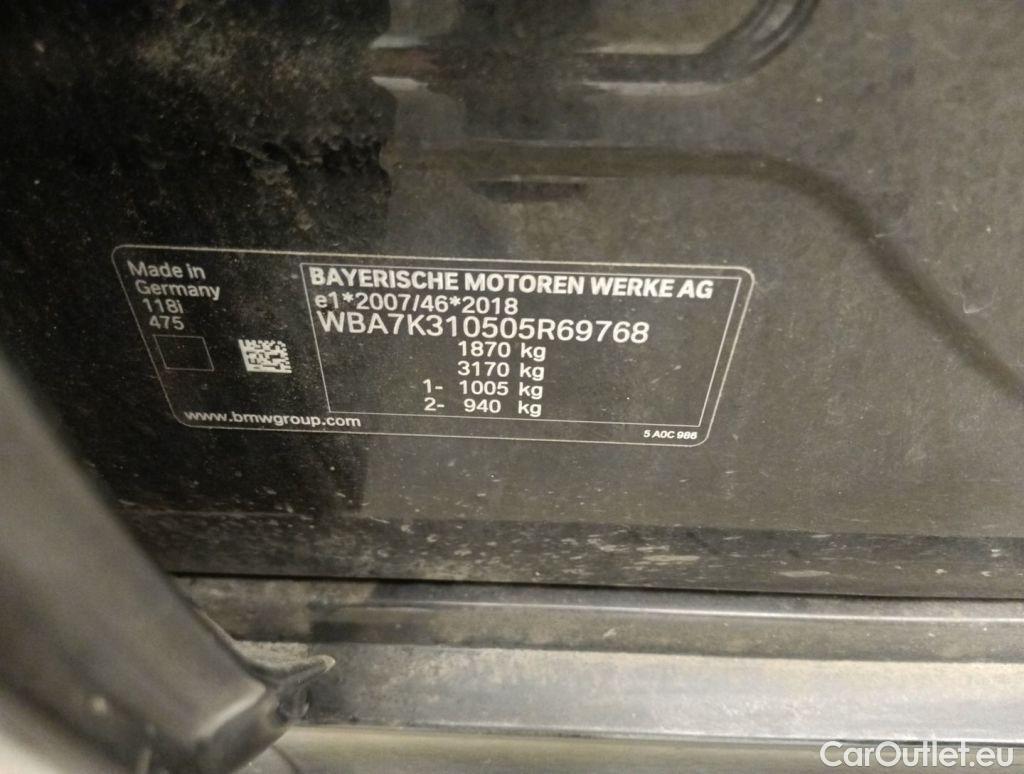 Made in
Germany
118i
475
BAYERISCHE MOTOREN WERKE AG
e1*2007/46*2018
WBA7K310505R69768
1870 kg
3170 kg
1- 1005 kg
2- 940 kg
www.bmwgroup.com
5 A0C 986
CarOutlet.eu